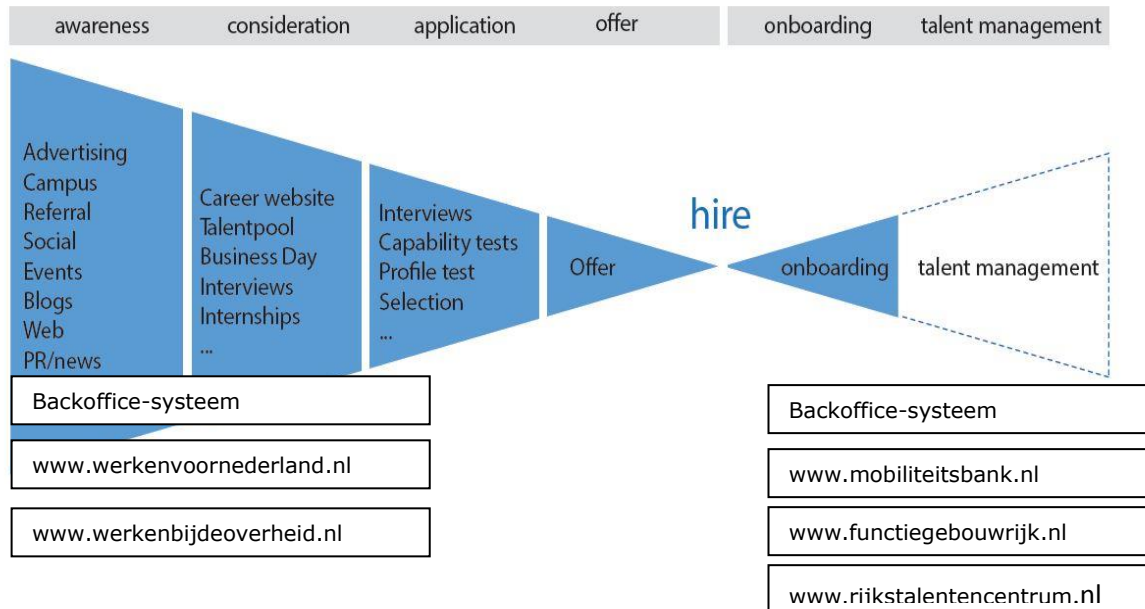 awareness
consideration
application
offer
onboarding
talent management
Advertising
Campus
Referral
Social
Events
Blogs
Web
PR/news
Career website
Talentpool
Business Day
Interviews
Internships
...
Interviews
Capability tests
Profile test
Selection
...
Offer
hire
onboarding
talent management
Backoffice-systeem
www.werkenvoornederland.nl
www.werkenbijdeoverheid.nl
Backoffice-systeem
www.mobiliteitsbank.nl
www.functiegebouwrijk.nl
www.rijkstalentencentrum.nl